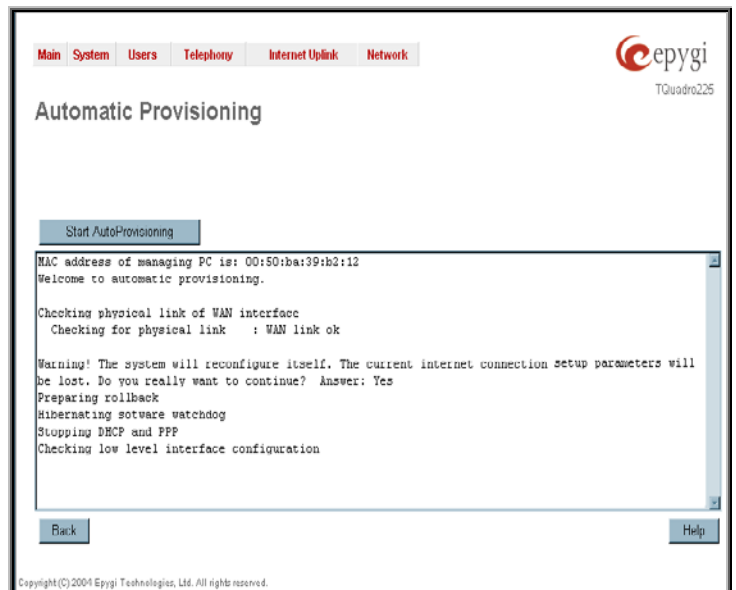 Main System Users Telephony Internet Uplink Network
epygi
TQuadro225
Automatic Provisioning
Start AutoProvisioning
MAC address of managing PC is: 00:50:ba:39:b2:12
Welcome to automatic provisioning.
Checking physical link of WAN interface
Checking for physical link : WAN link ok
Warning! The system will reconfigure itself. The current internet connection setup parameters will
be lost. Do you really want to continue? Answer: Yes
Preparing rollback
Hibernating sotware watchdog
Stopping DHCP and PPP
Checking low level interface configuration
Back
Help
Copyright (C) 2004 Epygi Technologies, Ltd. All rights reserved.